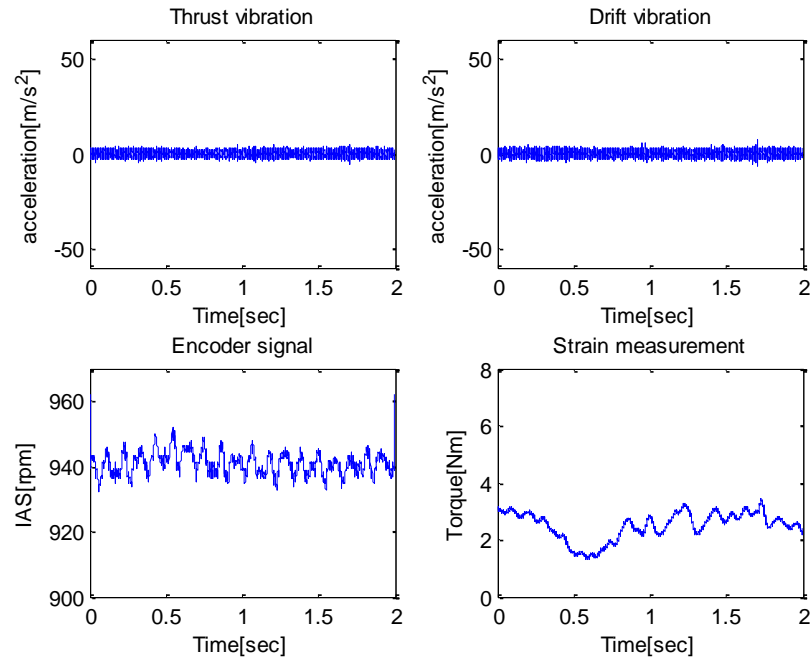 Thrust vibration
acceleration[m/s²]
50
0
-50
0 0.5 1 1.5 2
Time[sec]
Drift vibration
acceleration[m/s²]
50
0
-50
0 0.5 1 1.5 2
Time[sec]
Encoder signal
IAS[rpm]
960
940
920
900
0 0.5 1 1.5 2
Time[sec]
Strain measurement
Torque[Nm]
8
6
4
2
0
0 0.5 1 1.5 2
Time[sec]